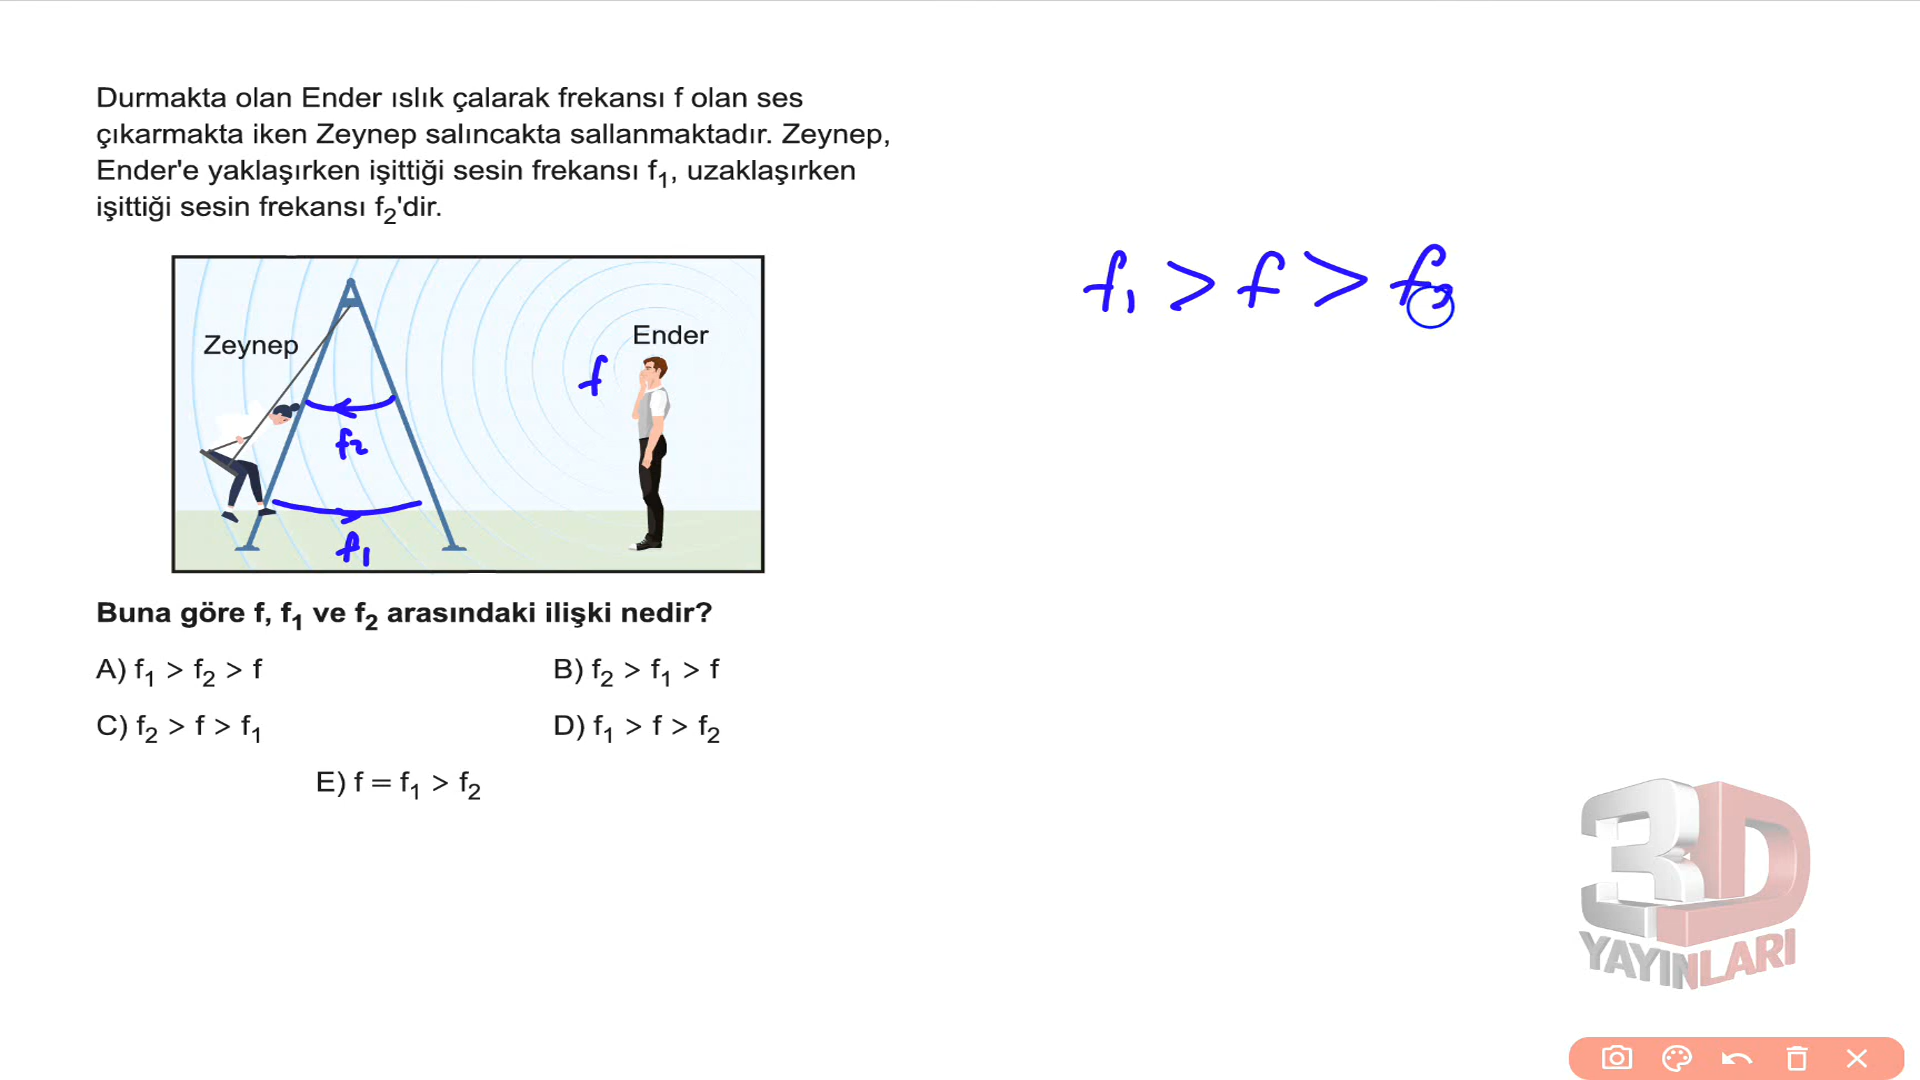 Durmakta olan Ender ıslık çalarak frekansı f olan ses
çıkarmakta iken Zeynep salıncakta sallanmaktadır. Zeynep,
Ender'e yaklaşırken işittiği sesin frekansı f₁, uzaklaşırken
işittiği sesin frekansı f₂'dir.
f₁ > f > f₂
Zeynep
Ender
f
f₂
f₁
Buna göre f, f₁ ve f₂ arasındaki ilişki nedir?
A) f₁ > f₂ > f
B) f₂ > f₁ > f
C) f₂ > f > f₁
D) f₁ > f > f₂
E) f = f₁ > f₂
3D
YAYINLARI